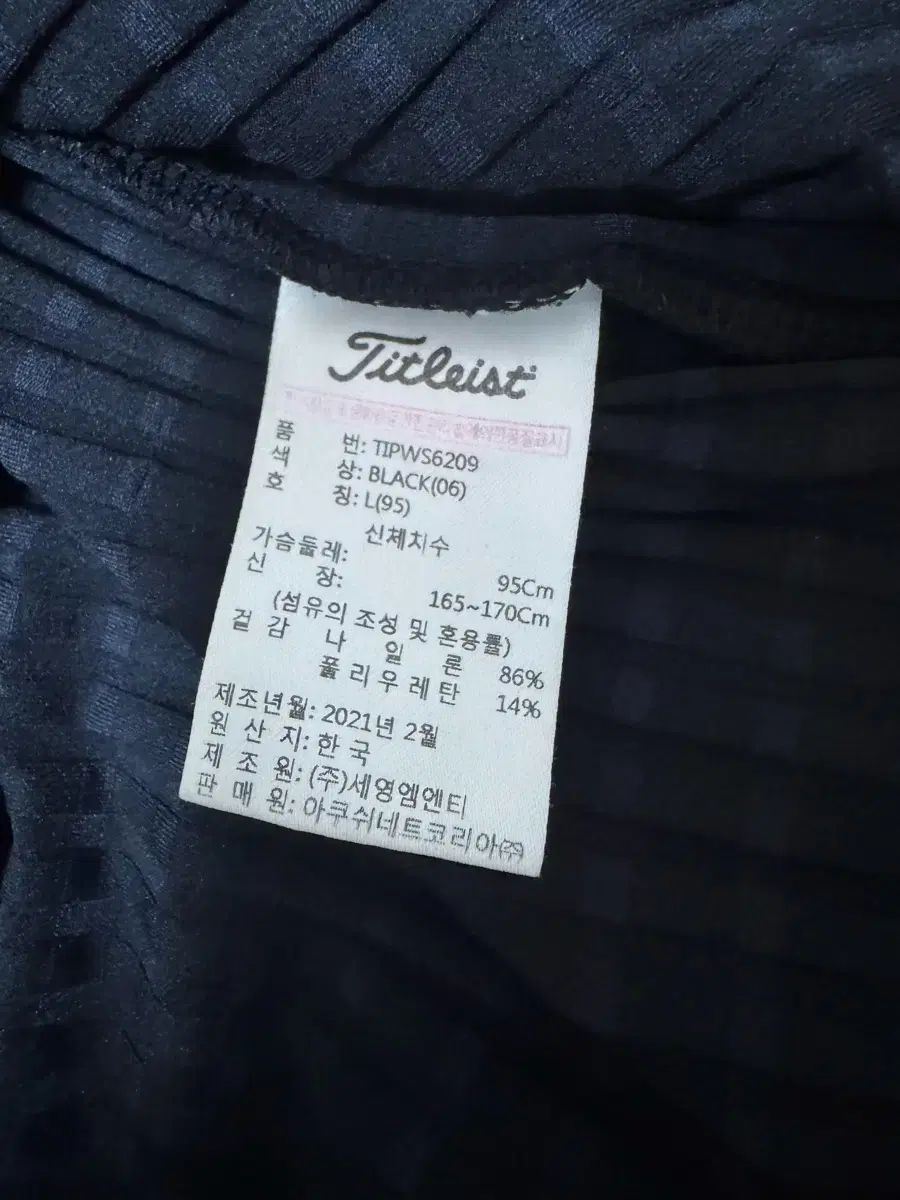 Titleist
품 번: TIPWS6209
색 상: BLACK(06)
호 칭: L(95)
신체치수
가슴둘레: 95Cm
신 장: 165~170Cm
(섬유의 조성 및 혼용률)
겉 감 나 일 론 86%
폴 리 우 레 탄 14%
제조년월: 2021년 2월
원 산 지: 한 국
제 조 원: (주)세영엠엔티
판 매 원: 아쿠쉬네트코리아(주)